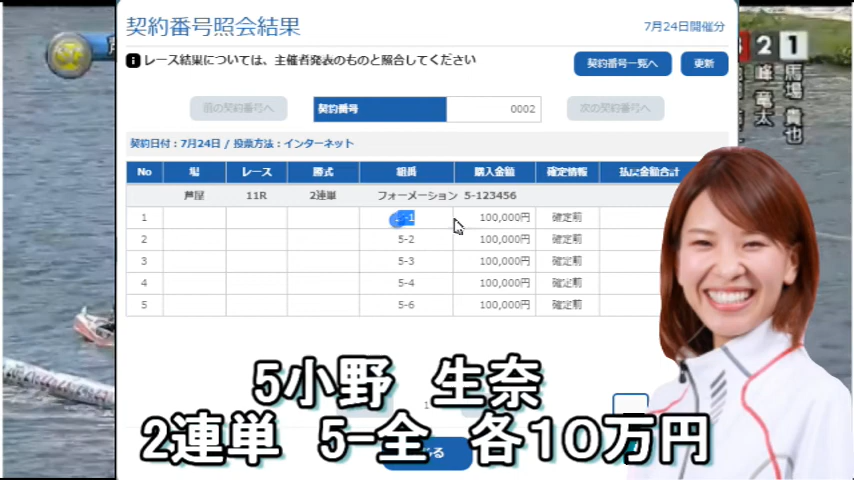 契約番号照会結果
7月24日開催分
レース結果については、主催者発表のものと照合してください
契約番号一覧へ
更新
前の契約番号へ
契約番号
0002
次の契約番号へ
契約日付：7月24日 / 投票方法：インターネット
No 場 レース 勝式 組番 購入金額 確定情報 払戻金額合計
芦屋 11R 2連単 フォーメーション 5-123456
1 -1 100,000円 確定前
2 5-2 100,000円 確定前
3 5-3 100,000円 確定前
4 5-4 100,000円 確定前
5 5-6 100,000円 確定前
2 1
馬場 貴也
峰 竜太
5小野 生奈
2連単 5-全 各10万円
1
る